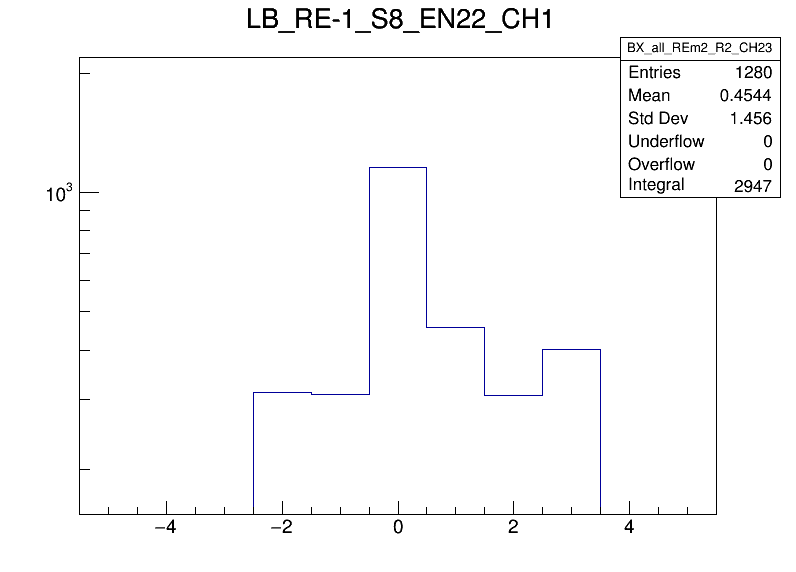 LB_RE-1_S8_EN22_CH1
BX_all_REm2_R2_CH23
Entries 1280
Mean 0.4544
Std Dev 1.456
Underflow 0
Overflow 0
Integral 2947
10³
−4 −2 0 2 4